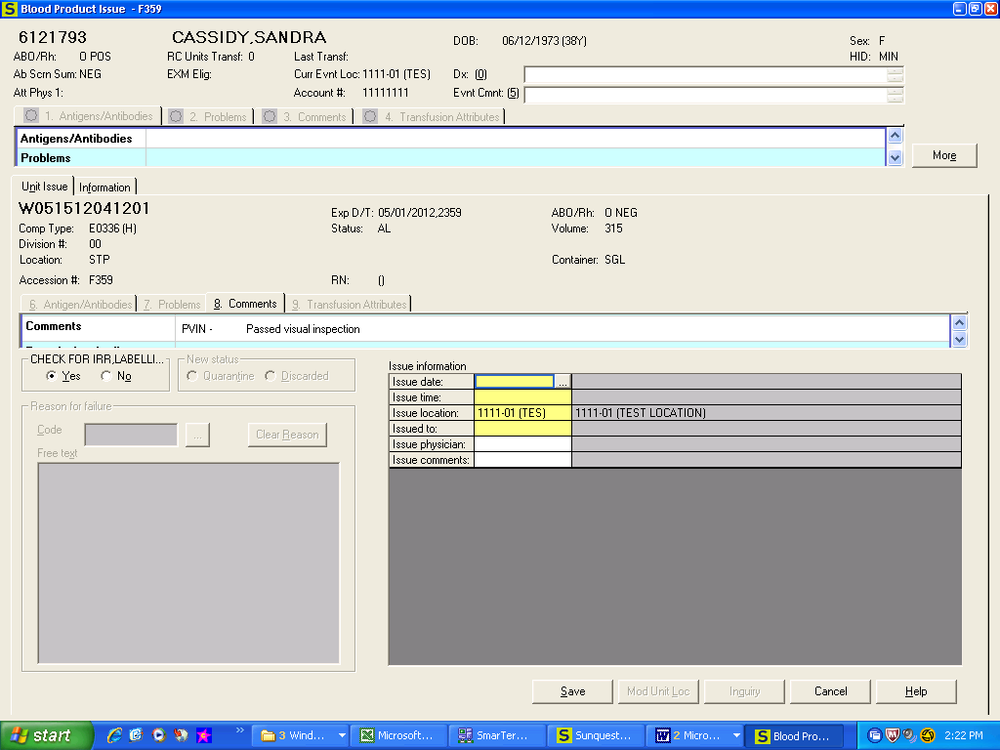 S Blood Product Issue - F359
6121793 CASSIDY,SANDRA DOB: 06/12/1973 (38Y) Sex: F
ABO/Rh: O POS RC Units Transf: 0 Last Transf: HID: MIN
Ab Scrn Sum: NEG EXM Elig: Curr Evnt Loc: 1111-01 (TES) Dx: (0)
Att Phys 1: Account #: 11111111 Evnt Cmnt: (5)
1. Antigens/Antibodies 2. Problems 3. Comments 4. Transfusion Attributes
Antigens/Antibodies
Problems
More
Unit Issue Information
W051512041201 Exp D/T: 05/01/2012,2359 ABO/Rh: O NEG
Comp Type: E0336 (H) Status: AL Volume: 315
Division #: 00
Location: STP Container: SGL
Accession #: F359 RN: ()
6. Antigen/Antibodies 7. Problems 8. Comments 9. Transfusion Attributes
Comments PVIN - Passed visual inspection
CHECK FOR IRR,LABELLI... New status
Yes No Quarantine Discarded
Issue information
Issue date: ...
Issue time:
Issue location: 1111-01 (TES) 1111-01 (TEST LOCATION)
Issued to:
Issue physician:
Issue comments:
Reason for failure
Code ... Clear Reason
Free text
Save Mod Unit Loc Inquiry Cancel Help
start » 3 Wind... Microsoft... SmarTer... S Sunquest... W 2 Micro... S Blood Pro... 2:22 PM